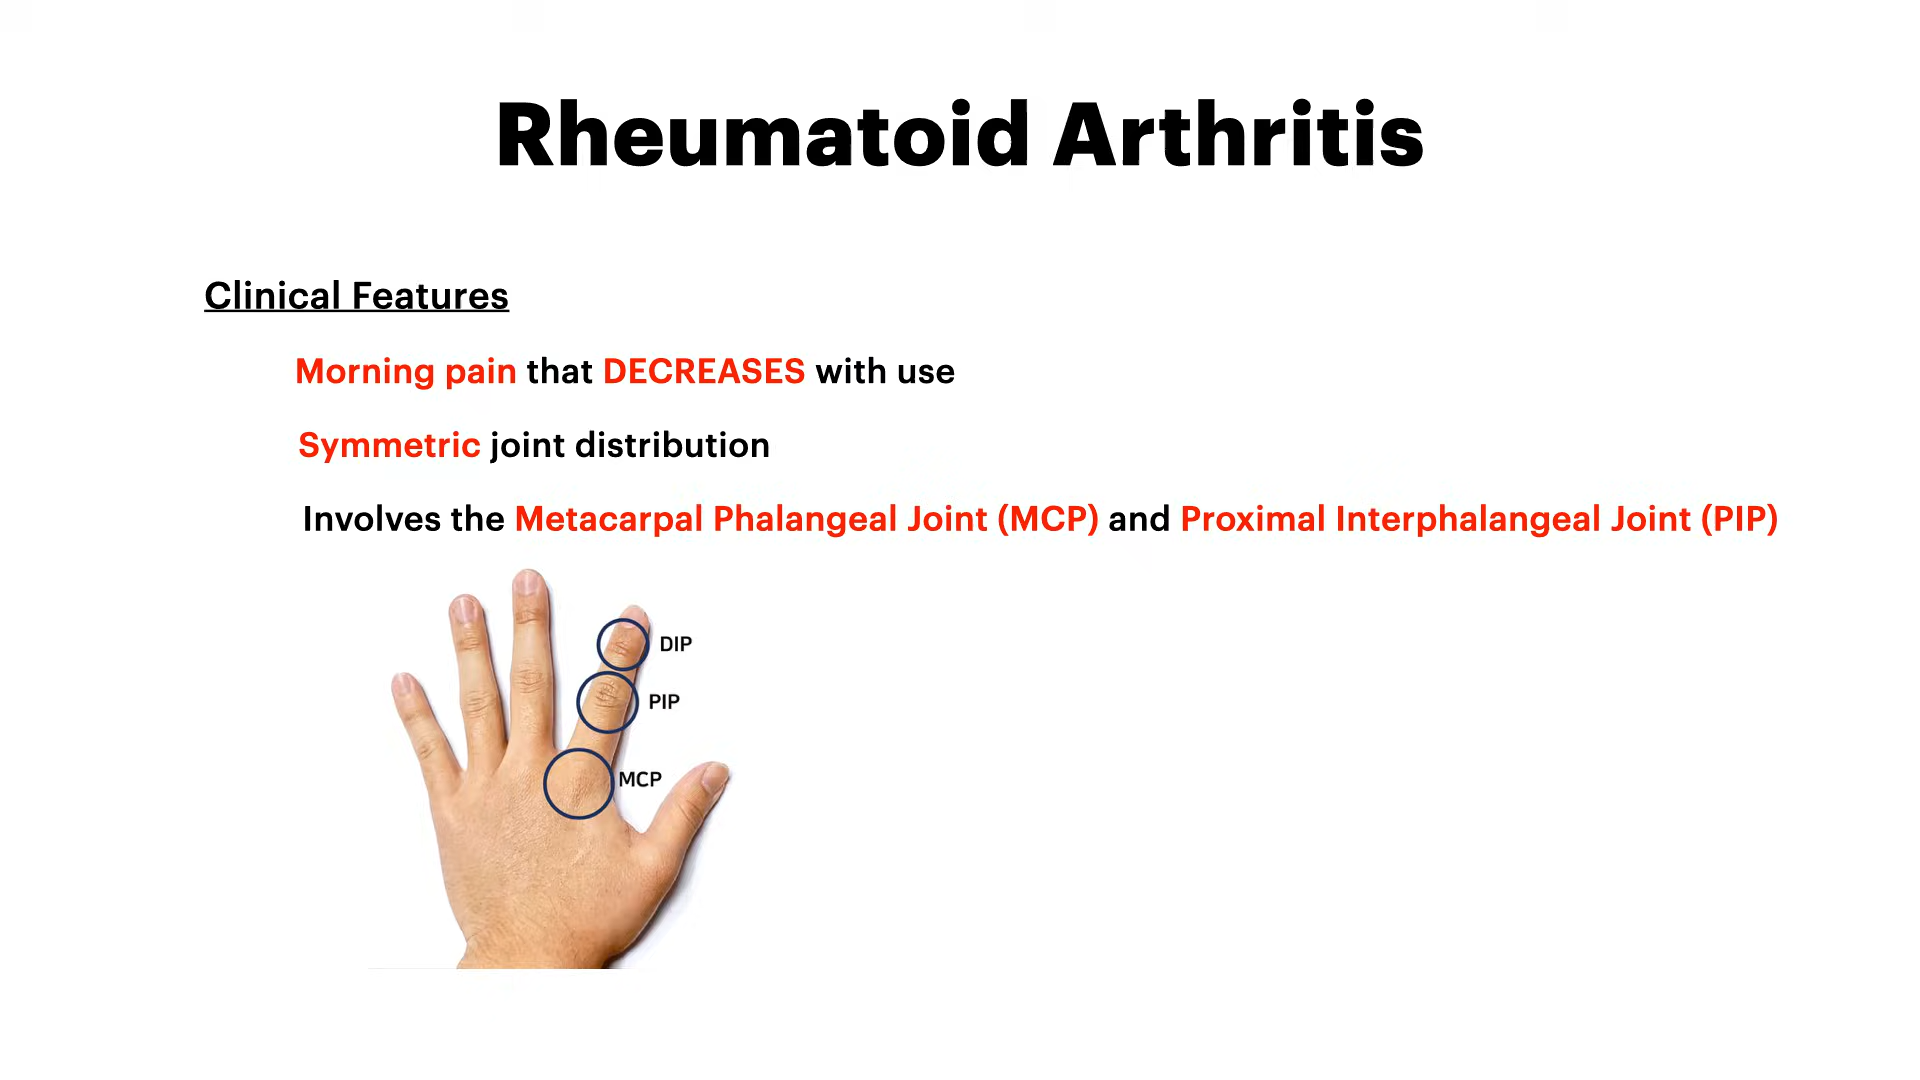 Rheumatoid Arthritis
Clinical Features
Morning pain that DECREASES with use
Symmetric joint distribution
Involves the Metacarpal Phalangeal Joint (MCP) and Proximal Interphalangeal Joint (PIP)
DIP
PIP
MCP